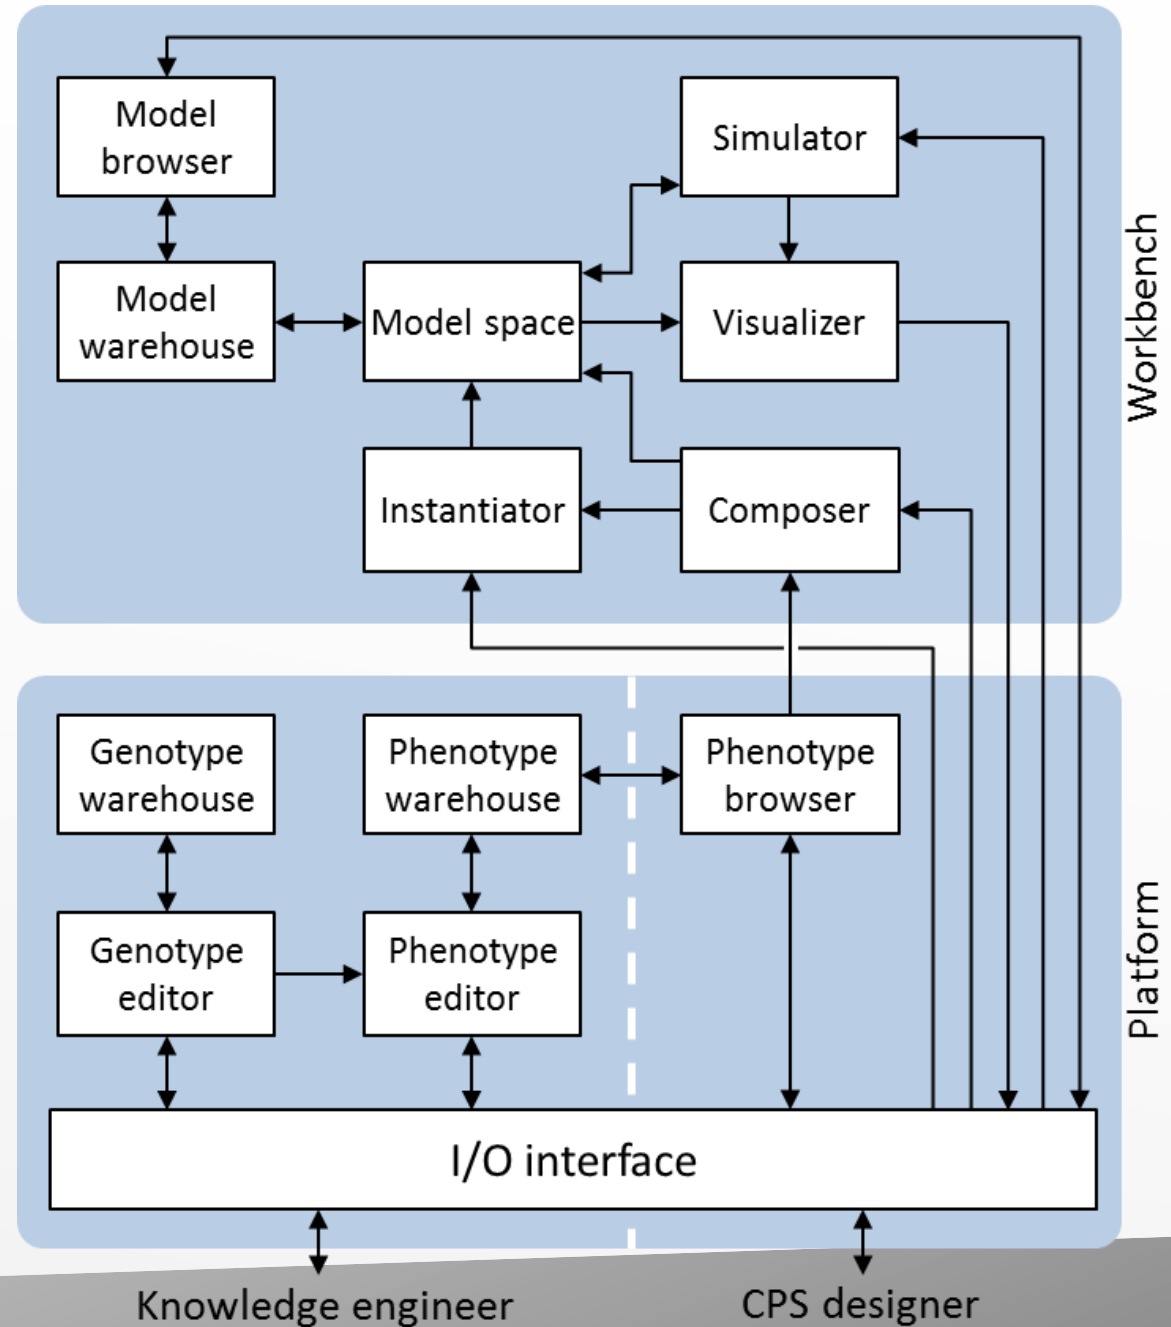 Model
browser
Simulator
Model
warehouse
Model space
Visualizer
Instantiator
Composer
Workbench
Genotype
warehouse
Phenotype
warehouse
Phenotype
browser
Genotype
editor
Phenotype
editor
Platform
I/O interface
Knowledge engineer
CPS designer